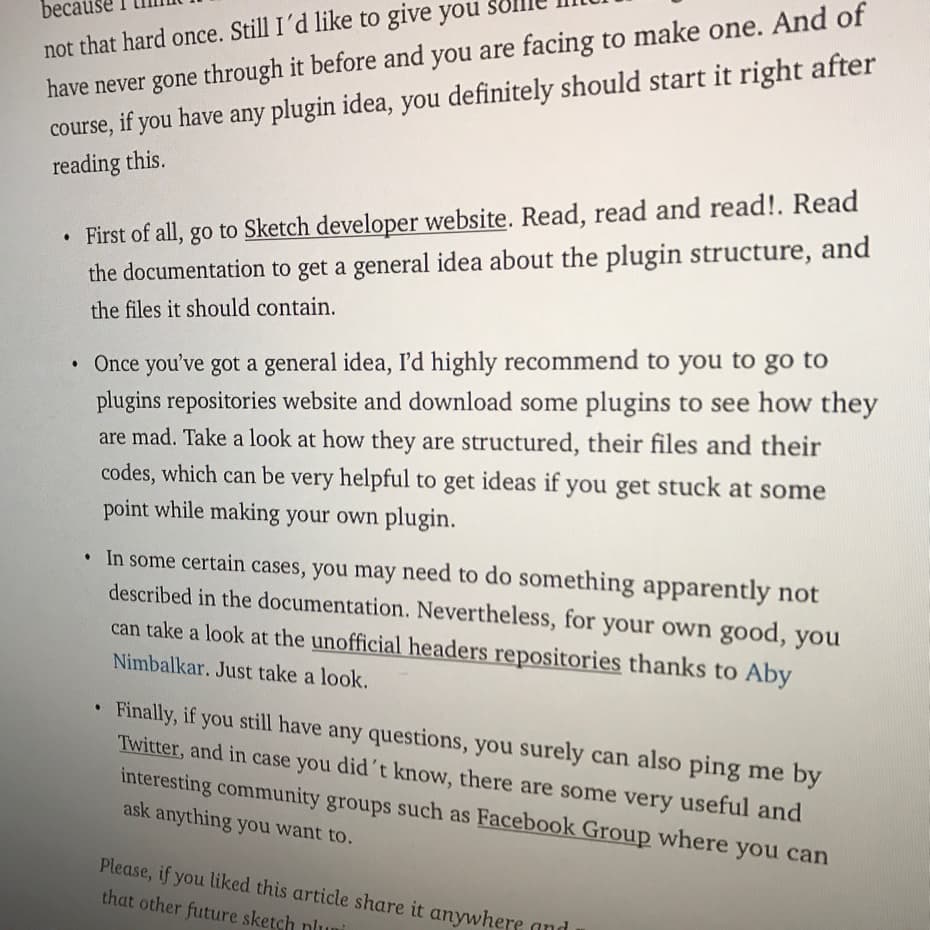 because I think
not that hard once. Still I´d like to give you some
have never gone through it before and you are facing to make one. And of
course, if you have any plugin idea, you definitely should start it right after
reading this.
• First of all, go to Sketch developer website. Read, read and read!. Read
the documentation to get a general idea about the plugin structure, and
the files it should contain.
• Once you’ve got a general idea, I’d highly recommend to you to go to
plugins repositories website and download some plugins to see how they
are mad. Take a look at how they are structured, their files and their
codes, which can be very helpful to get ideas if you get stuck at some
point while making your own plugin.
• In some certain cases, you may need to do something apparently not
described in the documentation. Nevertheless, for your own good, you
can take a look at the unofficial headers repositories thanks to Aby
Nimbalkar. Just take a look.
• Finally, if you still have any questions, you surely can also ping me by
Twitter, and in case you did´t know, there are some very useful and
interesting community groups such as Facebook Group where you can
ask anything you want to.
Please, if you liked this article share it anywhere and
that other future sketch